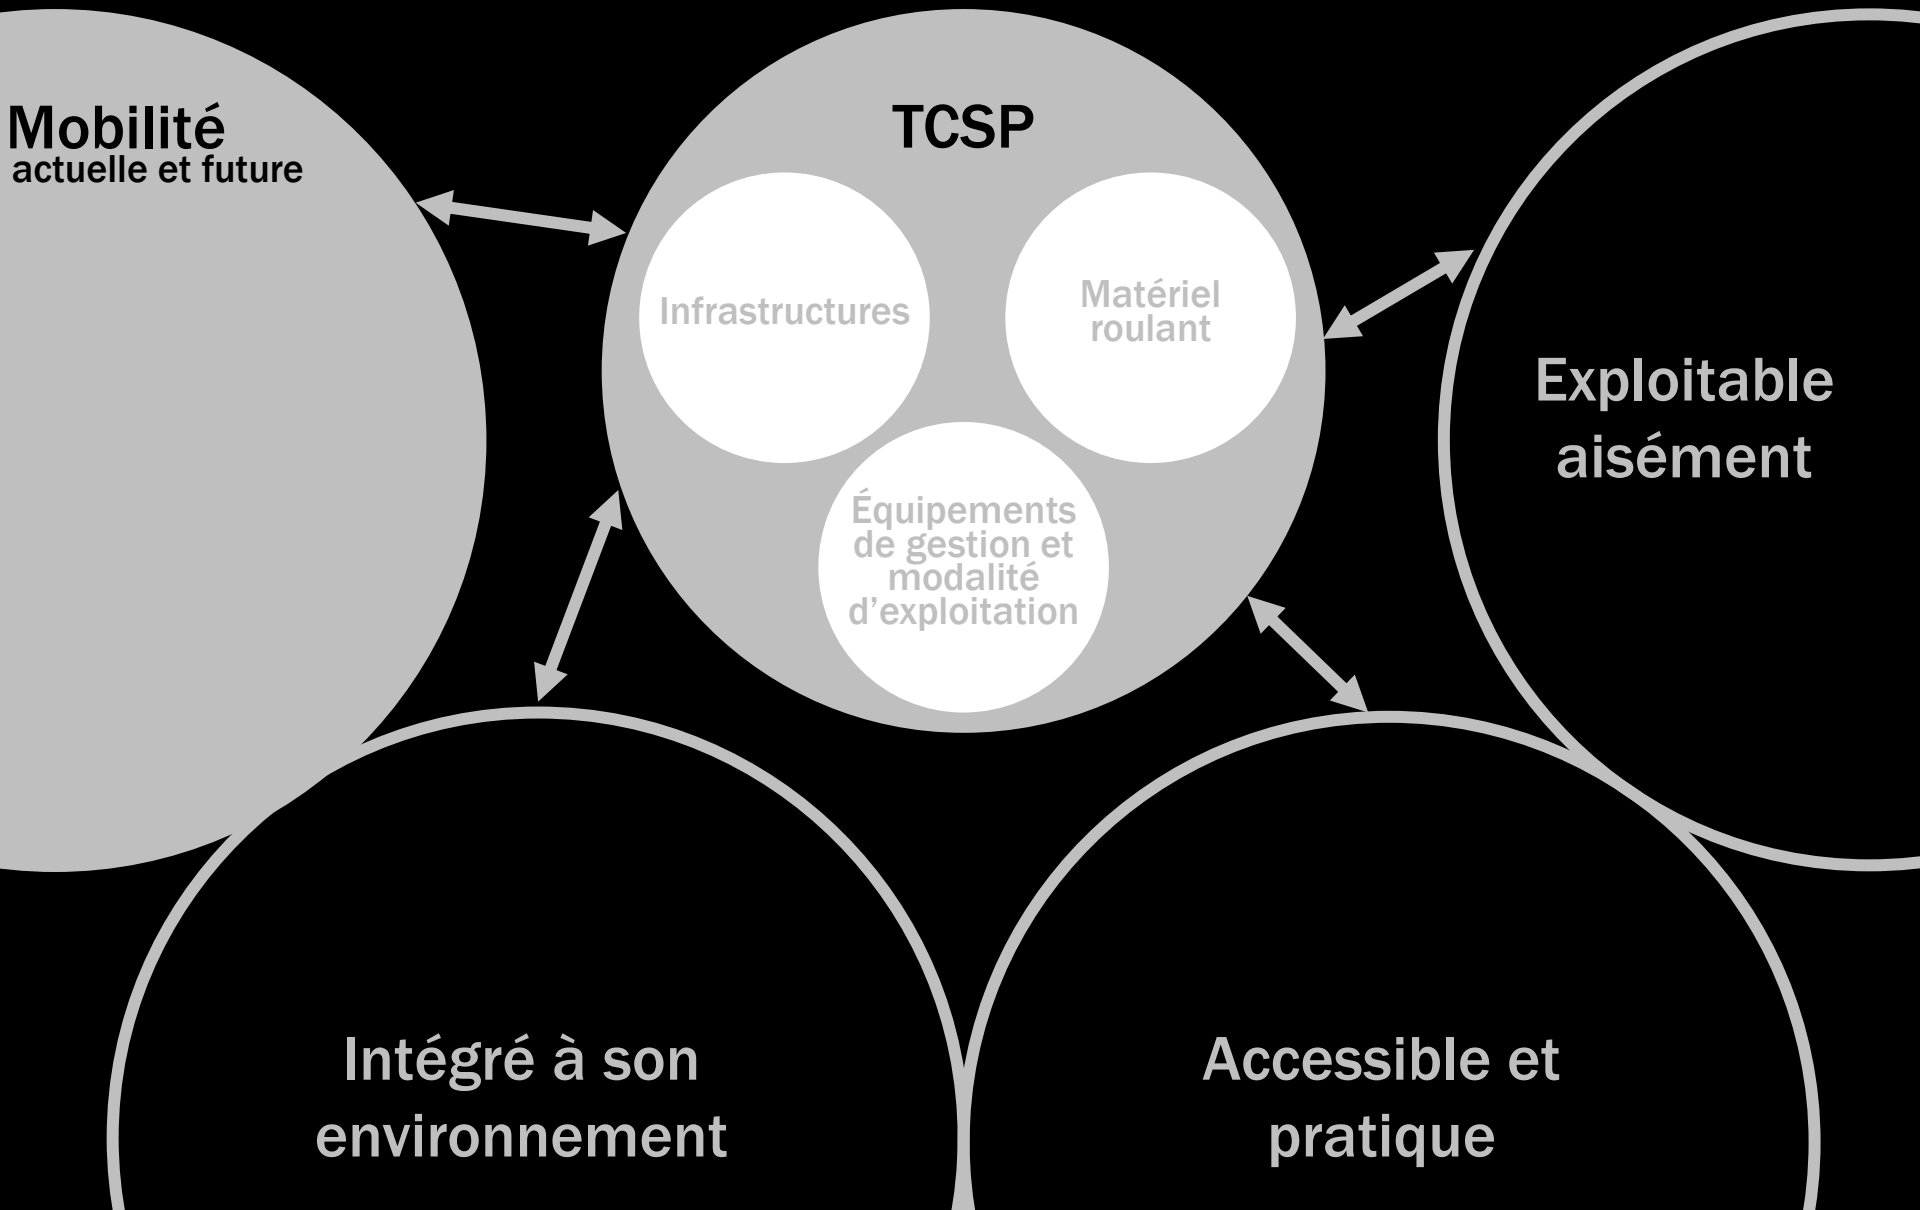 Mobilité
actuelle et future
TCSP
Infrastructures
Matériel
roulant
Équipements
de gestion et
modalité
d’exploitation
Exploitable
aisément
Intégré à son
environnement
Accessible et
pratique